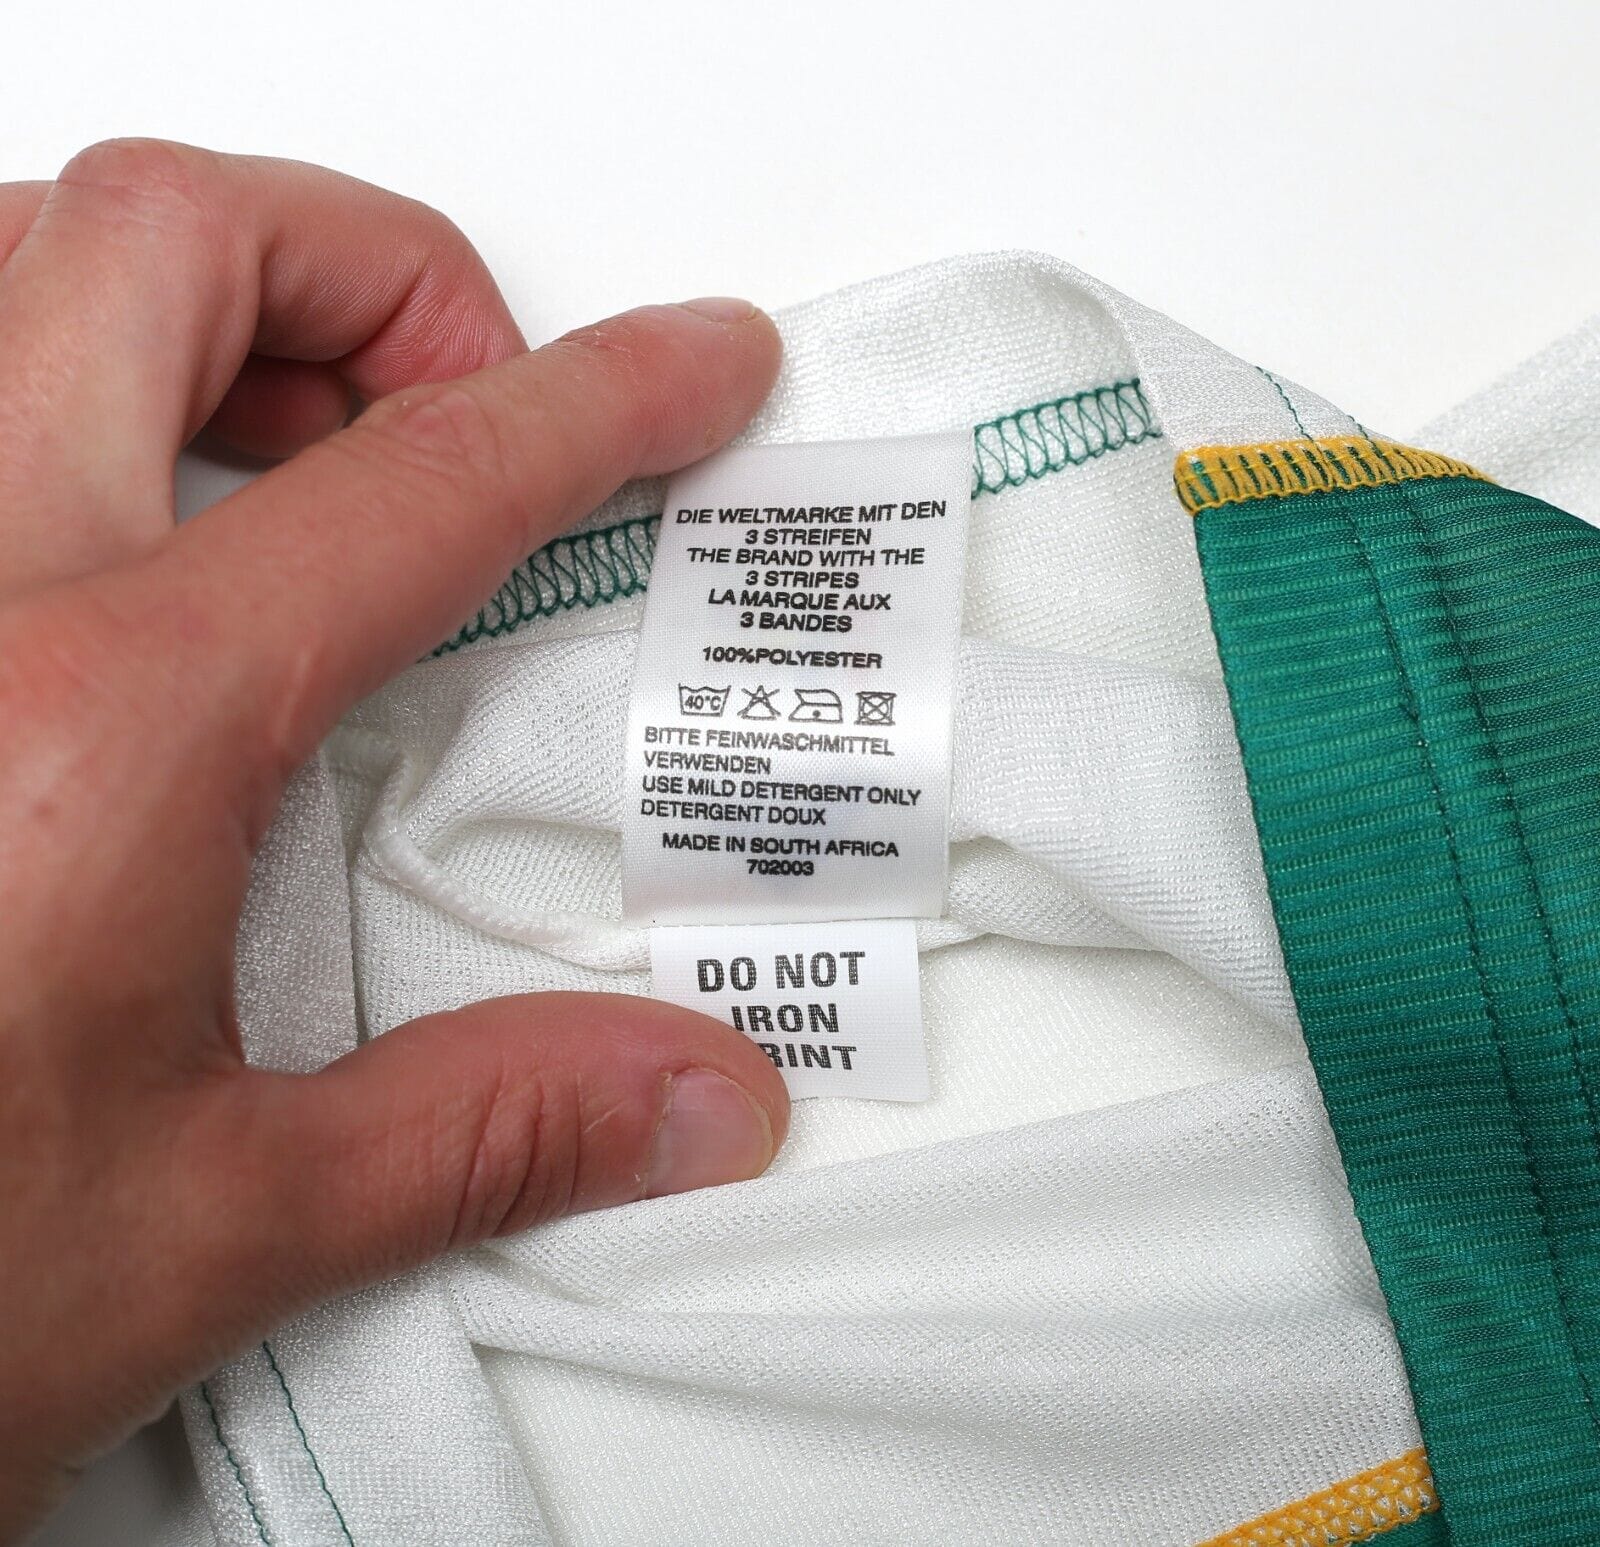 DIE WELTMARKE MIT DEN
3 STREIFEN
THE BRAND WITH THE
3 STRIPES
LA MARQUE AUX
3 BANDES
100%POLYESTER
40°C
BITTE FEINWASCHMITTEL
VERWENDEN
USE MILD DETERGENT ONLY
DETERGENT DOUX
MADE IN SOUTH AFRICA
702003
DO NOT
IRON
RINT